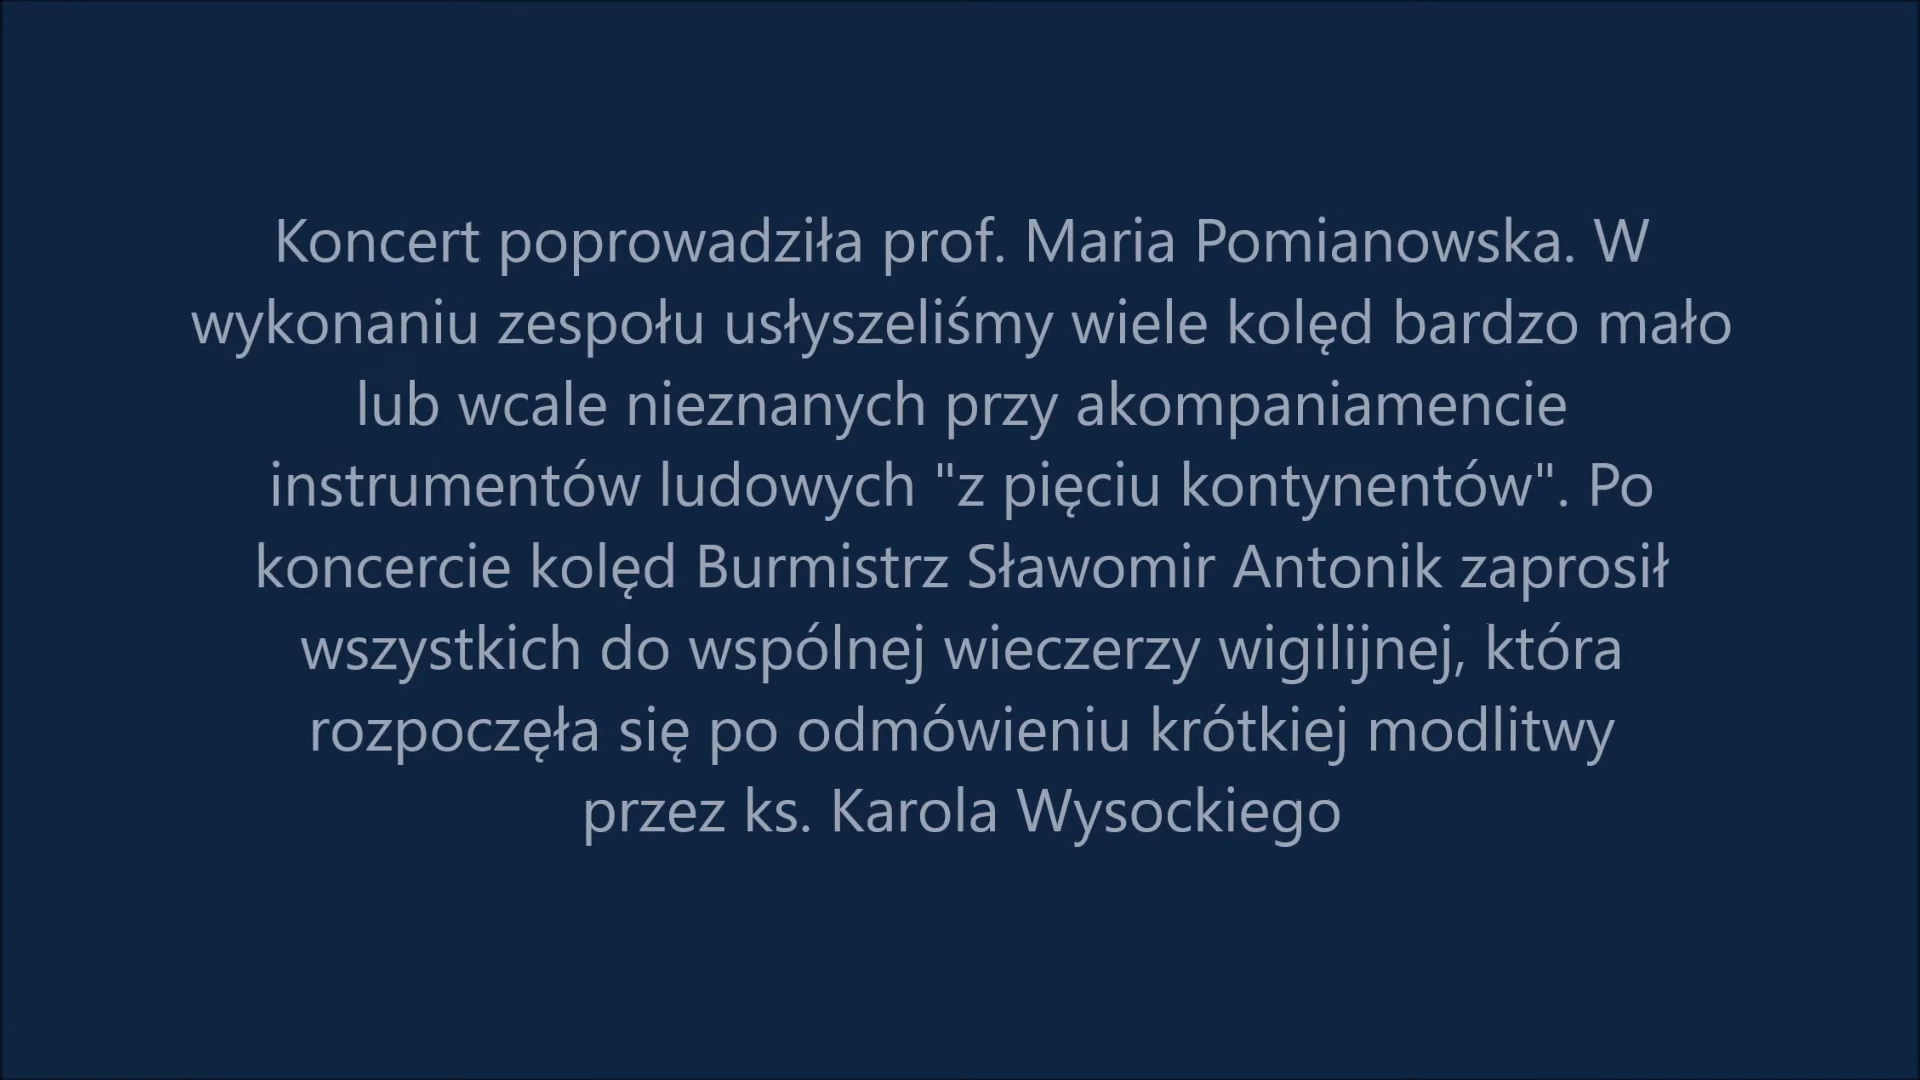 Koncert poprowadziła prof. Maria Pomianowska. W
wykonaniu zespołu usłyszeliśmy wiele kolęd bardzo mało
lub wcale nieznanych przy akompaniamencie
instrumentów ludowych "z pięciu kontynentów". Po
koncercie kolęd Burmistrz Sławomir Antonik zaprosił
wszystkich do wspólnej wieczerzy wigilijnej, która
rozpoczęła się po odmówieniu krótkiej modlitwy
przez ks. Karola Wysockiego